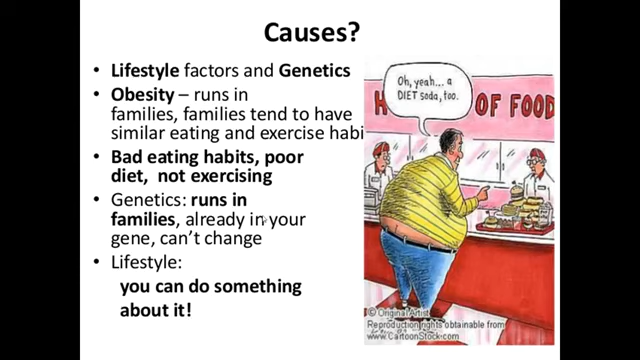 Causes?
• Lifestyle factors and Genetics
• Obesity – runs in
families, families tend to have
similar eating and exercise habi
• Bad eating habits, poor
diet, not exercising
• Genetics: runs in
families, already in your
gene, can't change
• Lifestyle:
you can do something
about it!
Oh, yeah... a
DIET soda, too.
H OF FOOD
© Original Artist
Reproduction rights obtainable from
www.CartoonStock.com